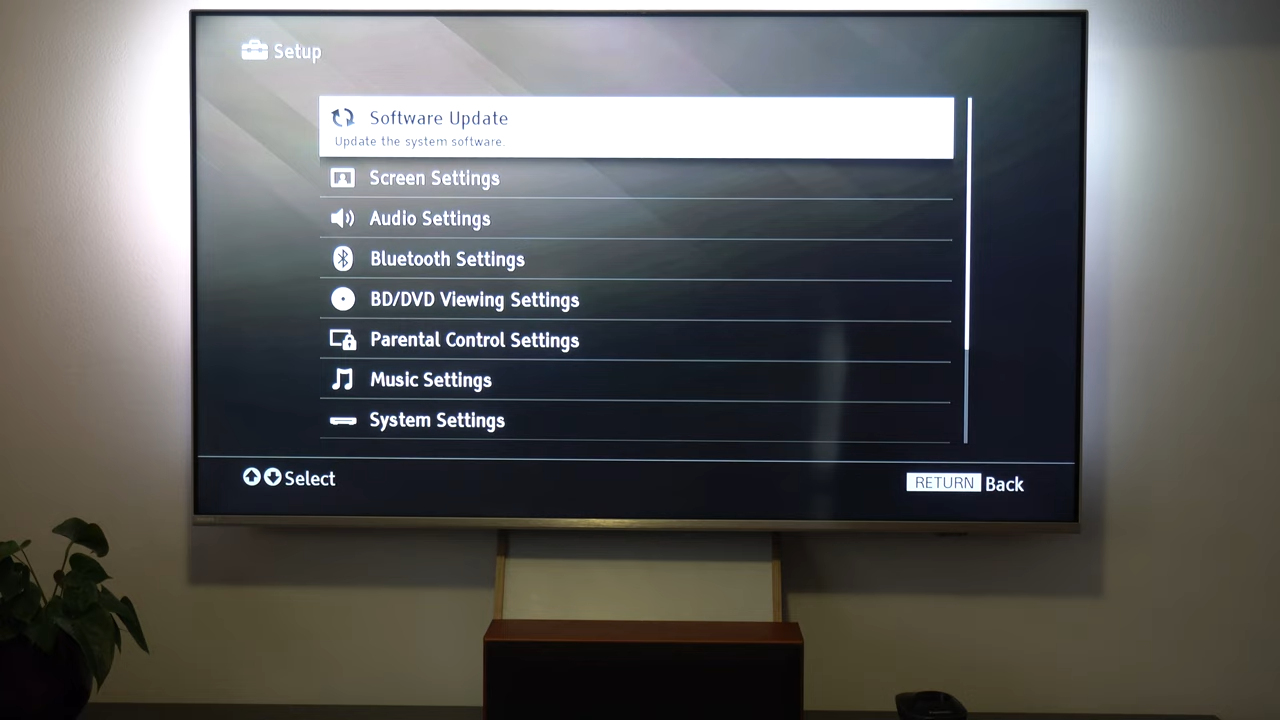 Setup
Software Update
Update the system software.
Screen Settings
Audio Settings
Bluetooth Settings
BD/DVD Viewing Settings
Parental Control Settings
Music Settings
System Settings
Select
RETURN Back